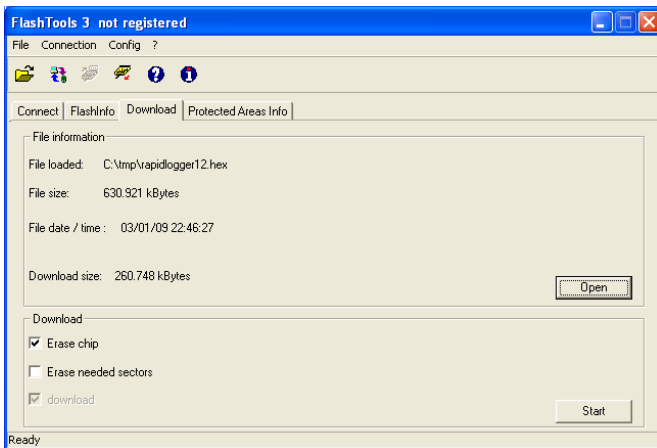 FlashTools 3 not registered
File Connection Config ?
Connect FlashInfo Download Protected Areas Info
File information
File loaded: C:\tmp\rapidlogger12.hex
File size: 630.921 kBytes
File date / time : 03/01/09 22:46:27
Download size: 260.748 kBytes
Open
Download
Erase chip
Erase needed sectors
download
Start
Ready